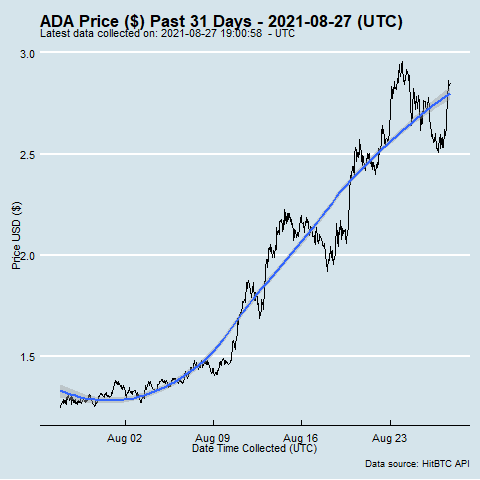 ADA Price ($) Past 31 Days - 2021-08-27 (UTC)
Latest data collected on: 2021-08-27 19:00:58 - UTC
3.0
2.5
2.0
1.5
Price USD ($)
Aug 02 Aug 09 Aug 16 Aug 23
Date Time Collected (UTC)
Data source: HitBTC API